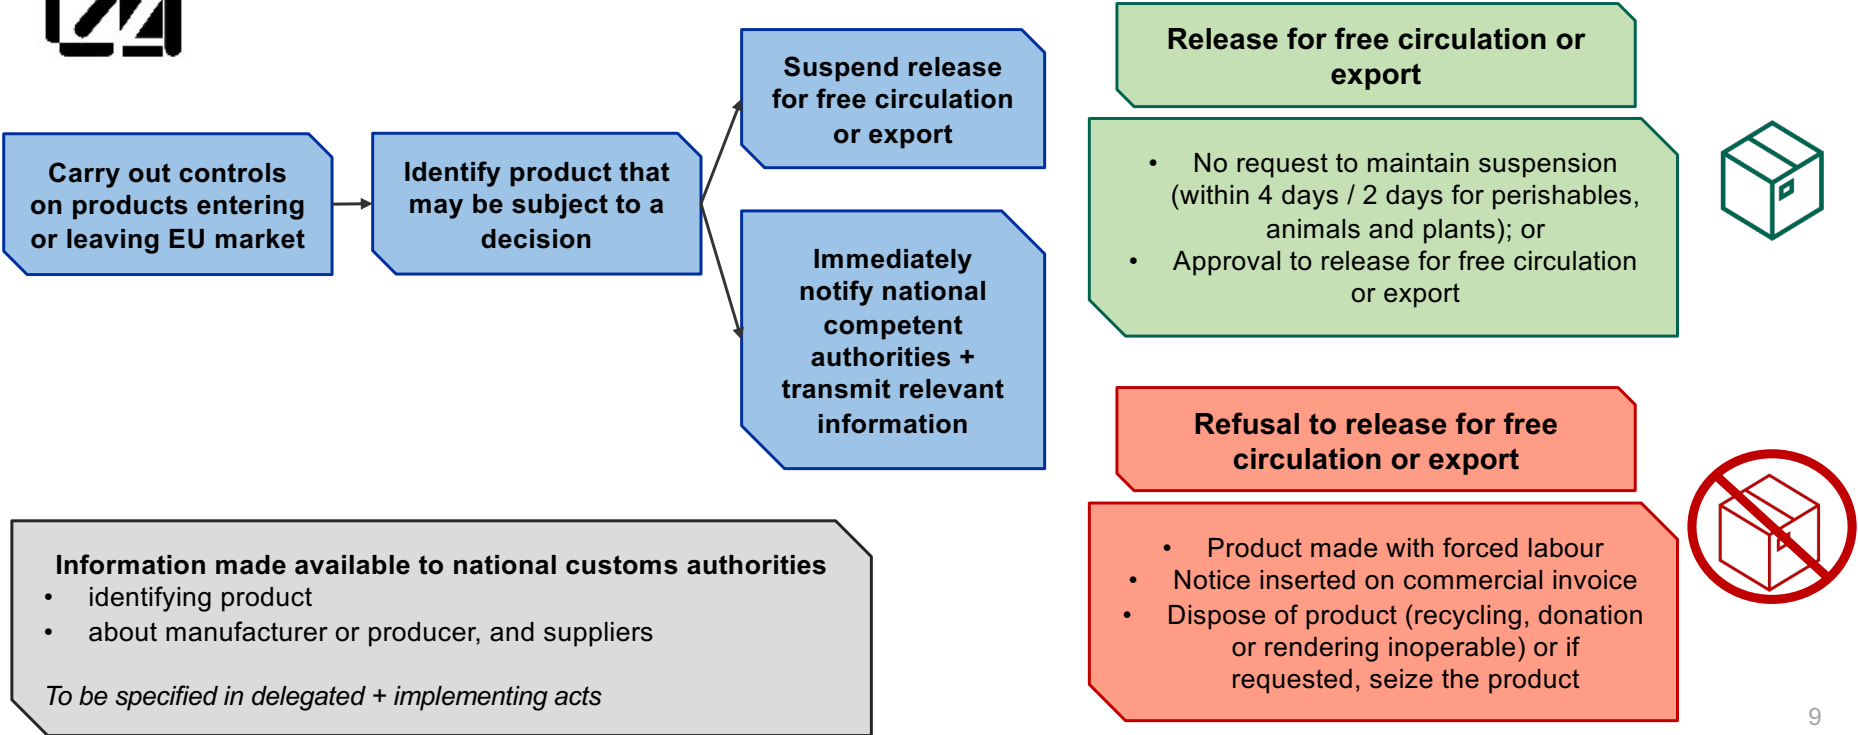 Carry out controls
on products entering
or leaving EU market
Identify product that
may be subject to a
decision
Suspend release
for free circulation
or export
Immediately
notify national
competent
authorities +
transmit relevant
information
Release for free circulation or
export
• No request to maintain suspension
(within 4 days / 2 days for perishables,
animals and plants); or
• Approval to release for free circulation
or export
Refusal to release for free
circulation or export
• Product made with forced labour
• Notice inserted on commercial invoice
• Dispose of product (recycling, donation
or rendering inoperable) or if
requested, seize the product
Information made available to national customs authorities
• identifying product
• about manufacturer or producer, and suppliers
To be specified in delegated + implementing acts
9